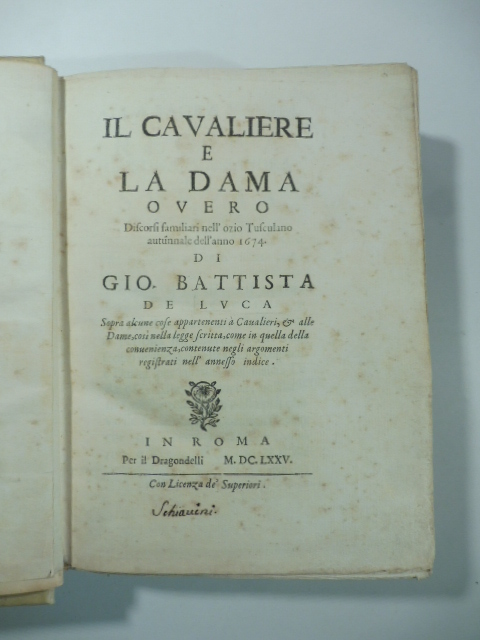 IL CAVALIERE
E
LA DAMA
OVERO
Discorsi familiari nell' ozio Tusculano
autũnnale dell'anno 1674.
DI
GIO. BATTISTA
DE LVCA
Sopra alcune coſe appartenenti a Caualieri, & alle
Dame, così nella legge ſcritta, come in quella della
conuenienza, contenute negli argomenti
regiſtrati nell' anneſſo indice.
IN ROMA
Per il Dragondelli M. DC. LXXV.
Con Licenza de' Superiori.
Schiavini.